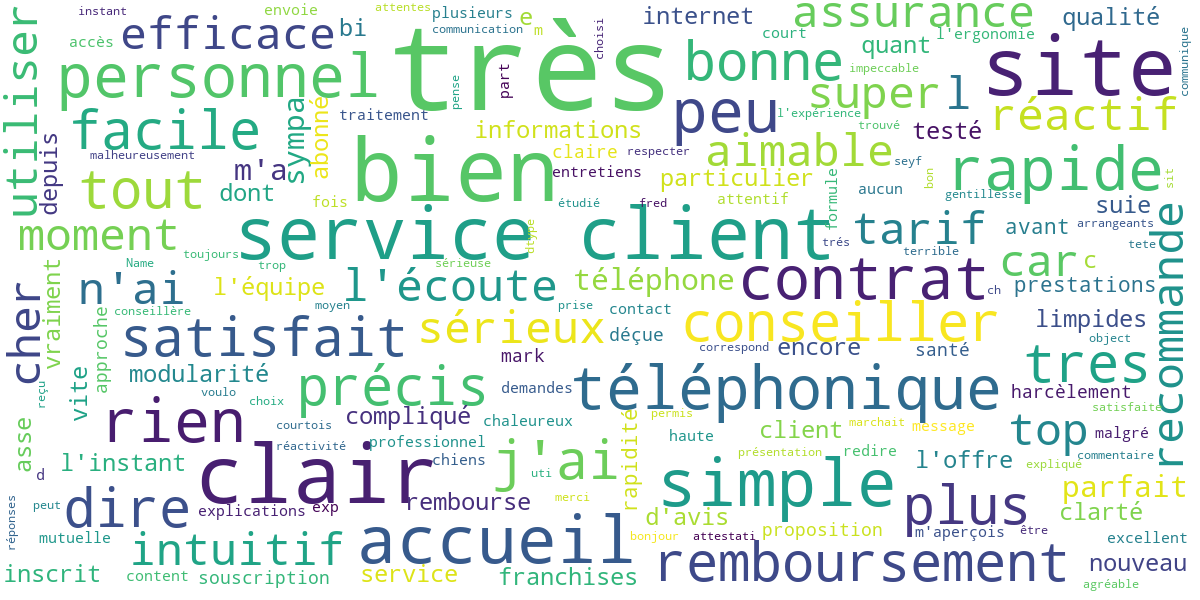 instant envoie attentes plusieurs e m choisi internet assurance qualité
accès efficace bi communication très court quant l'ergonomie
utiliser personnel pense part bonne impeccable site communique
facile sympa abonné traitement peu super l l'expérience réactif
depuis malheureusement m'a informations claire respecter aimable trouvé testé
tout dont bien entretiens particulier seyf rapide bon sit
fois étudié fred attentif formule aucun gentillesse suie
moment service client dtype trés tarif avant arrangeants recommande
toujours Name trop sérieuse terrible tete
cher vraiment n'ai l'équipe l'écoute téléphone contrat car c
conseillère moyen prise contact ch prestations
approche satisfait sérieux déçue conseiller limpides
modularité mark correspond encore santé object
reçu vite voulo choix précis demandes téléphonique tres harcèlement
rien compliqué chaleureux rapidité permis marchait message satisfaite
asse courtois réactivité professionnel j'ai haute client redire top malgré
l'instant clair chiens uti présentation l'offre expliqué commentaire
d rembourse merci simple parfait
réponses peut dire explications exp d'avis plus clarté
mutuelle intuitif accueil bonjour attestati proposition m'aperçois être excellent
inscrit content souscription service franchises remboursement nouveau
agréable